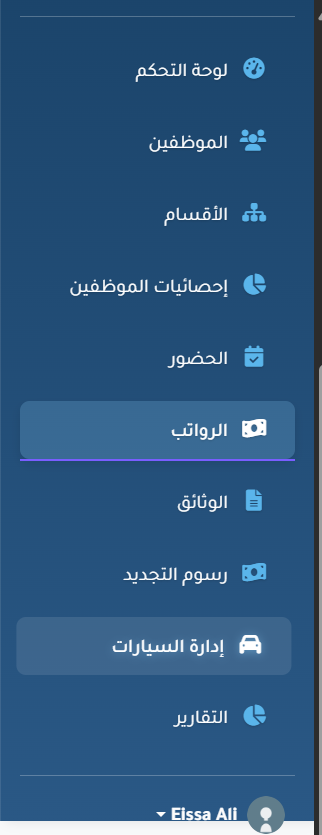 لوحة التحكم
الموظفين
الأقسام
إحصائيات الموظفين
الحضور
الرواتب
الوثائق
رسوم التجديد
إدارة السيارات
التقارير
Eissa Ali